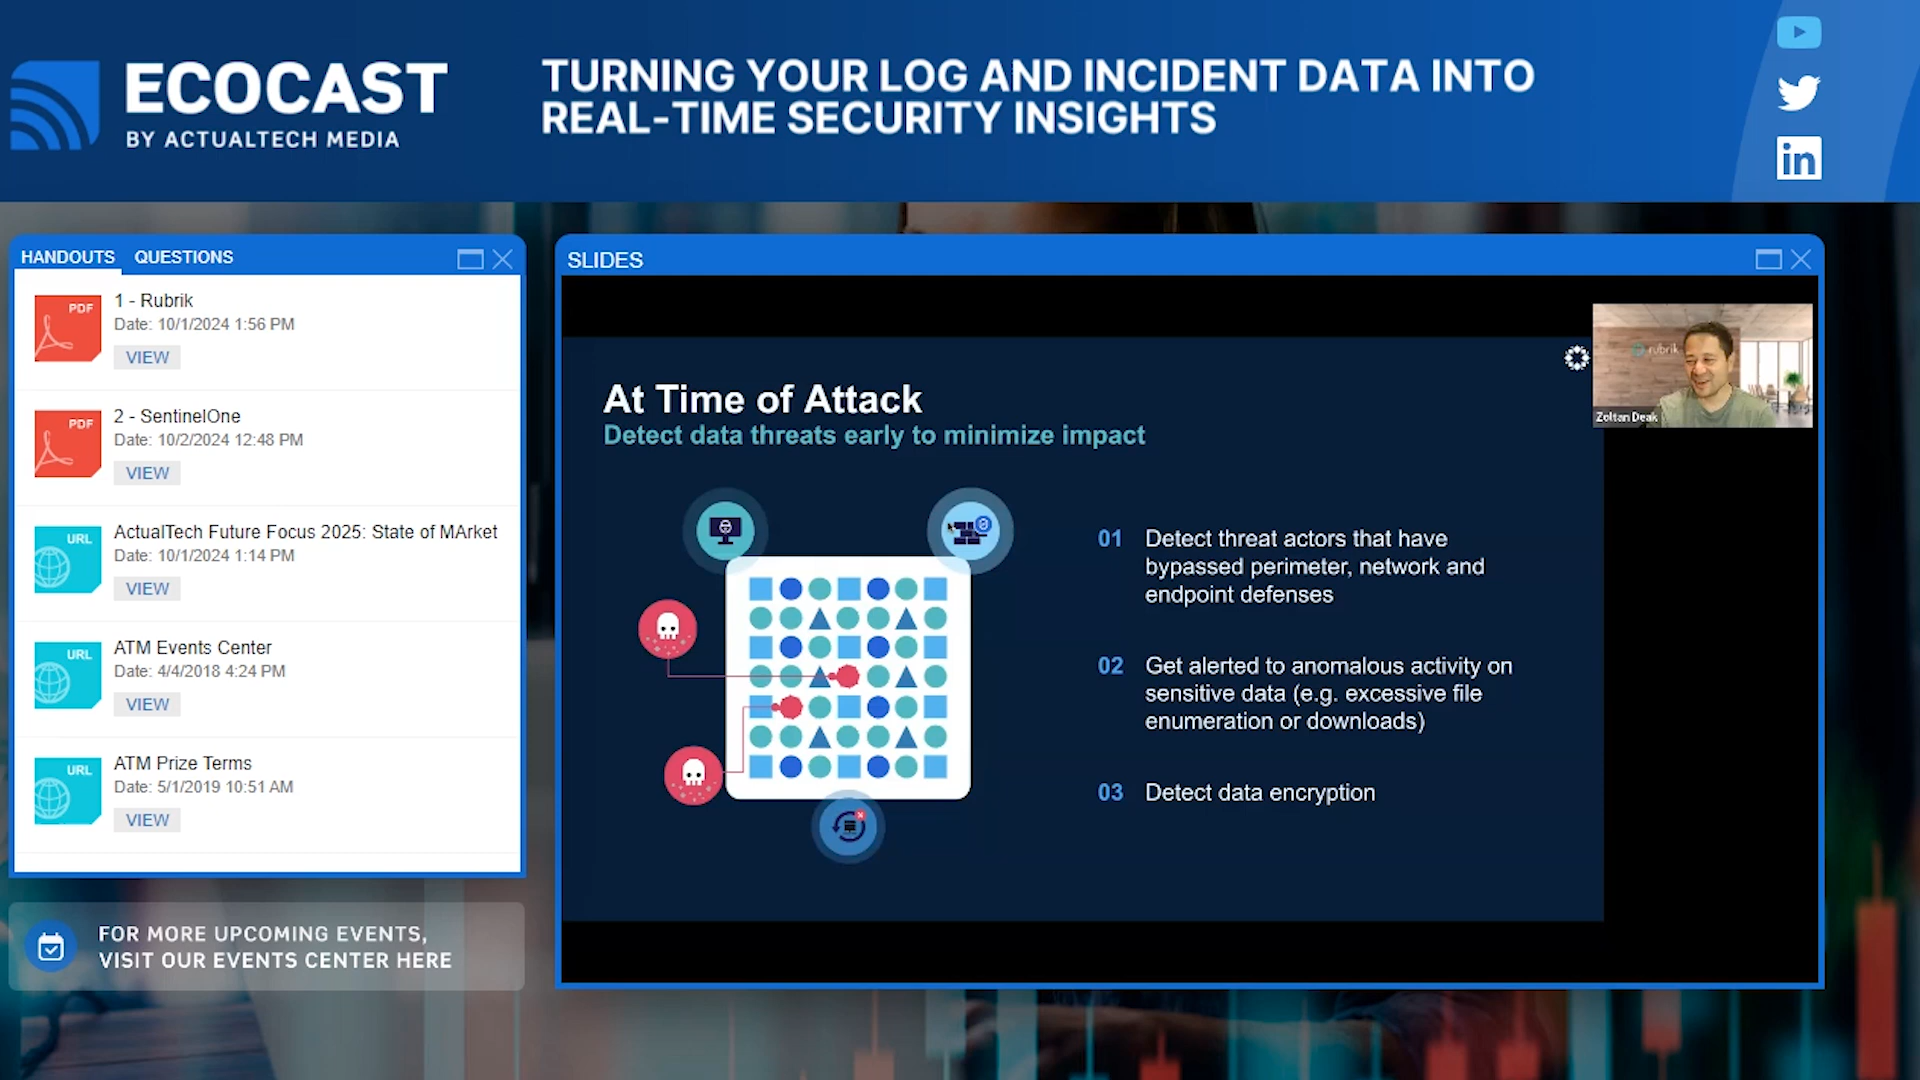 ECOCAST
BY ACTUALTECH MEDIA
TURNING YOUR LOG AND INCIDENT DATA INTO
REAL-TIME SECURITY INSIGHTS
in
HANDOUTS QUESTIONS
PDF
1 - Rubrik
Date: 10/1/2024 1:56 PM
VIEW
PDF
2 - SentinelOne
Date: 10/2/2024 12:48 PM
VIEW
URL
ActualTech Future Focus 2025: State of MArket
Date: 10/1/2024 1:14 PM
VIEW
URL
ATM Events Center
Date: 4/4/2018 4:24 PM
VIEW
URL
ATM Prize Terms
Date: 5/1/2019 10:51 AM
VIEW
FOR MORE UPCOMING EVENTS,
VISIT OUR EVENTS CENTER HERE
SLIDES
At Time of Attack
Detect data threats early to minimize impact
01 Detect threat actors that have
bypassed perimeter, network and
endpoint defenses
02 Get alerted to anomalous activity on
sensitive data (e.g. excessive file
enumeration or downloads)
03 Detect data encryption
rubrik
Zoltan Deak